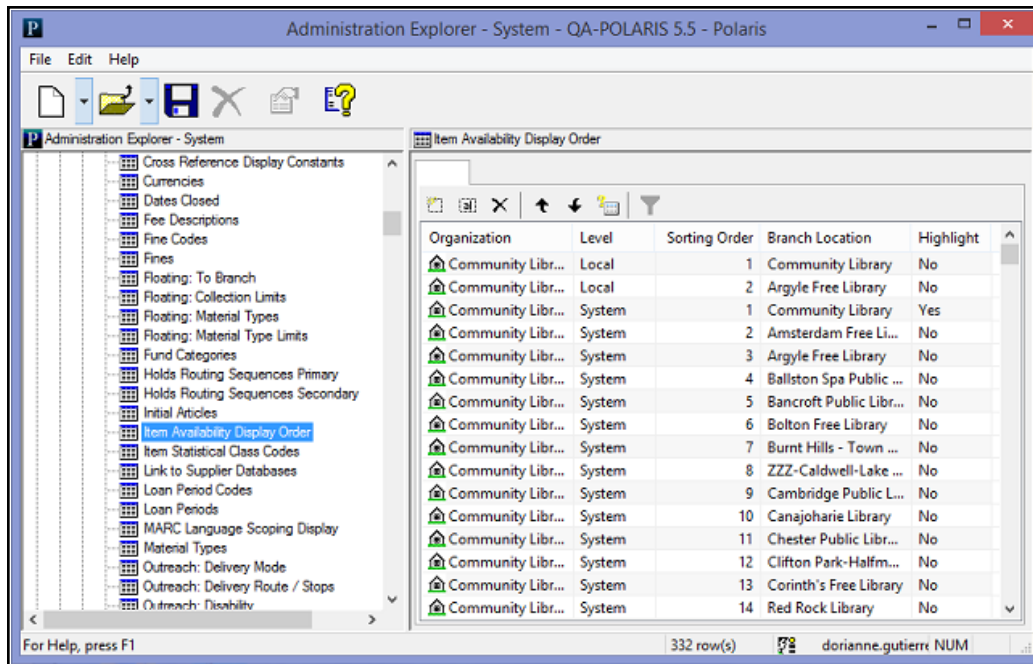 Administration Explorer - System - QA-POLARIS 5.5 - Polaris
File Edit Help
Administration Explorer - System
Cross Reference Display Constants
Currencies
Dates Closed
Fee Descriptions
Fine Codes
Fines
Floating: To Branch
Floating: Collection Limits
Floating: Material Types
Floating: Material Type Limits
Fund Categories
Holds Routing Sequences Primary
Holds Routing Sequences Secondary
Initial Articles
Item Availability Display Order
Item Statistical Class Codes
Link to Supplier Databases
Loan Period Codes
Loan Periods
MARC Language Scoping Display
Material Types
Outreach: Delivery Mode
Outreach: Delivery Route / Stops
Outreach: Disability
Item Availability Display Order
Organization Level Sorting Order Branch Location Highlight
Community Libr... Local 1 Community Library No
Community Libr... Local 2 Argyle Free Library No
Community Libr... System 1 Community Library Yes
Community Libr... System 2 Amsterdam Free Li... No
Community Libr... System 3 Argyle Free Library No
Community Libr... System 4 Ballston Spa Public ... No
Community Libr... System 5 Bancroft Public Libr... No
Community Libr... System 6 Bolton Free Library No
Community Libr... System 7 Burnt Hills - Town ... No
Community Libr... System 8 ZZZ-Caldwell-Lake ... No
Community Libr... System 9 Cambridge Public L... No
Community Libr... System 10 Canajoharie Library No
Community Libr... System 11 Chester Public Libr... No
Community Libr... System 12 Clifton Park-Halfm... No
Community Libr... System 13 Corinth's Free Library No
Community Libr... System 14 Red Rock Library No
For Help, press F1 332 row(s) dorianne.gutierre NUM